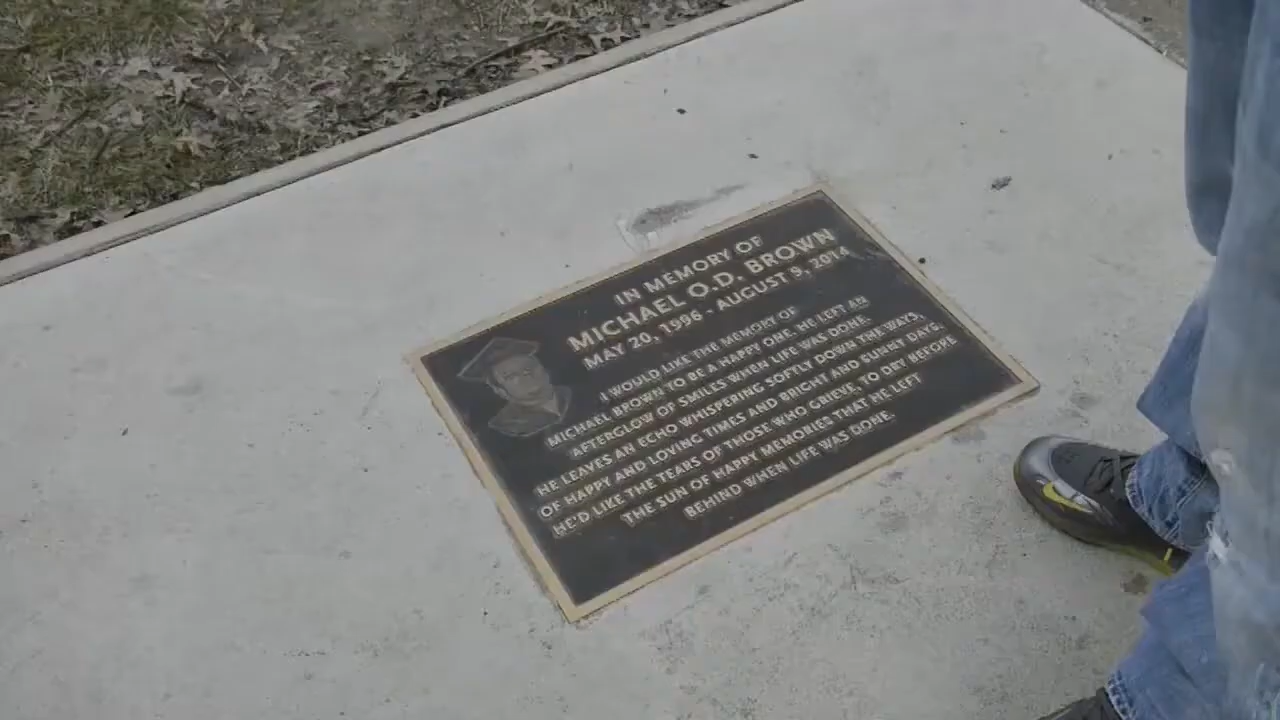 IN MEMORY OF
MICHAEL O.D. BROWN
MAY 20, 1996 - AUGUST 9, 2014
I WOULD LIKE THE MEMORY OF
MICHAEL BROWN TO BE A HAPPY ONE. HE LEFT AN
AFTERGLOW OF SMILES WHEN LIFE WAS DONE.
HE LEAVES AN ECHO WHISPERING SOFTLY DOWN THE WAYS,
OF HAPPY AND LOVING TIMES AND BRIGHT AND SUNNY DAYS.
HE'D LIKE THE TEARS OF THOSE WHO GRIEVE, TO DRY BEFORE
THE SUN OF HAPPY MEMORIES THAT HE LEFT
BEHIND WHEN LIFE WAS DONE.